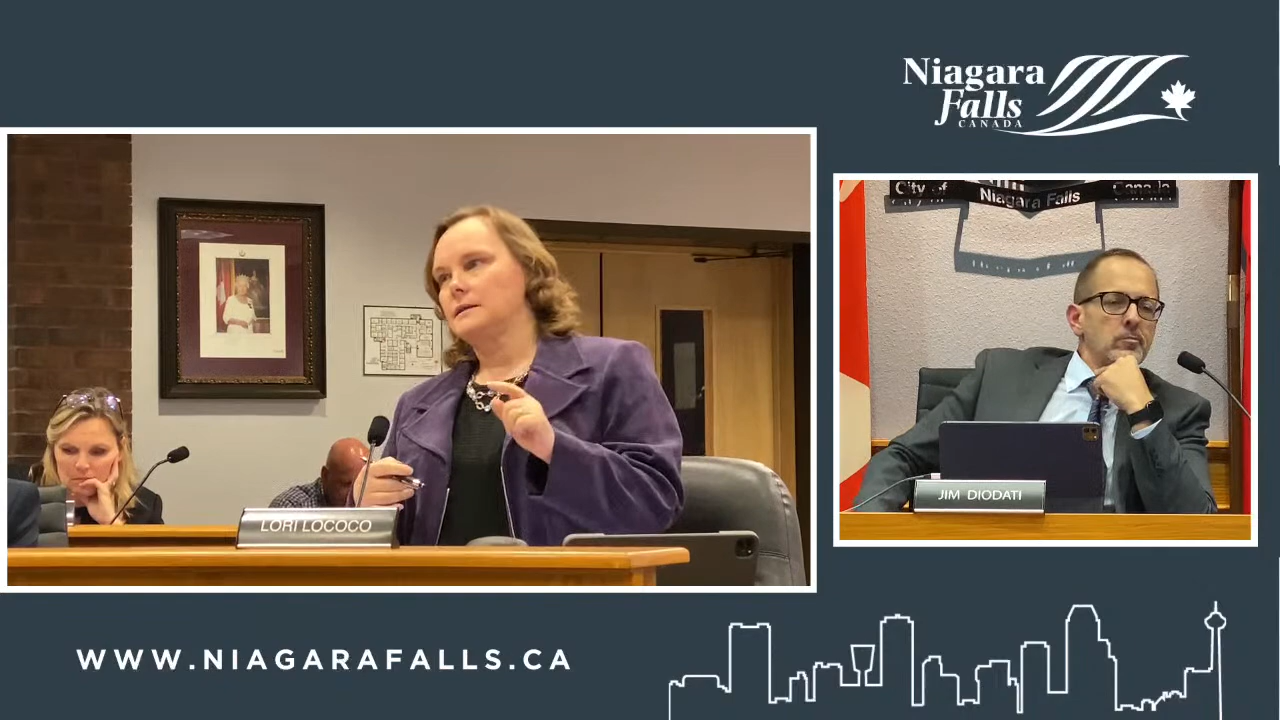 Niagara
Falls
CANADA
City of
Niagara Falls
Canada
LORI LOCOCO
JIM DIODATI
WWW.NIAGARAFALLS.CA